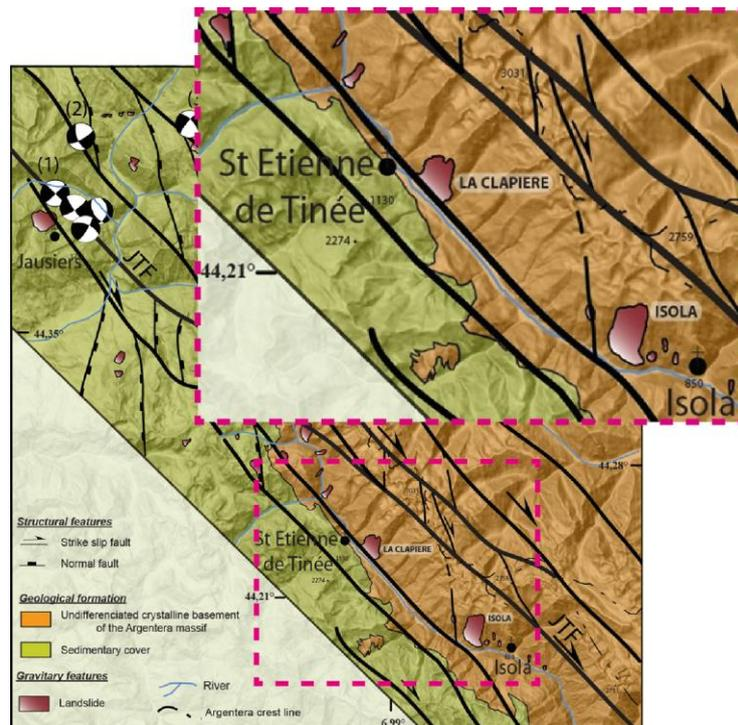 3031
St Etienne
de Tinée
LA CLAPIERE
1130
2274
2759
44,21°
ISOLA
850
Isola
(2)
(1)
Jausiers
JTF
44,35°
44,28°
St Etienne
de Tinée
LA CLAPIERE
2274
44,21°
ISOLA
Isola
JTF
6,99°
Structural features
Strike slip fault
Normal fault
Geological formation
Undifferenciated crystalline basement
of the Argentera massif
Sedimentary cover
Gravitary features
Landslide
River
Argentera crest line